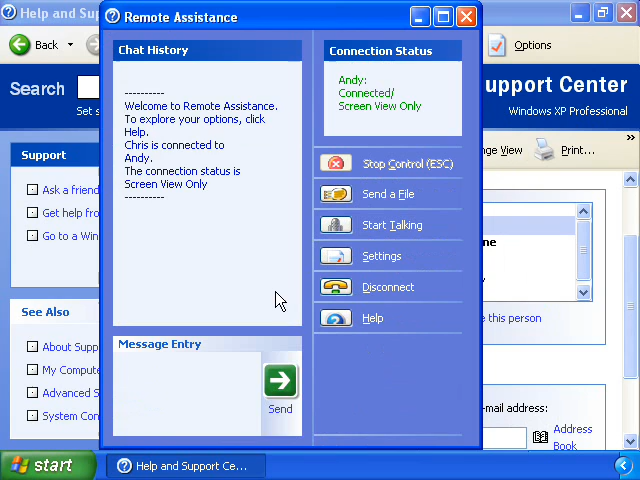 Help and Supp
Remote Assistance
Back
Options
Search
Set s
upport Center
Windows XP Professional
nge View
Print...
Support
Ask a friend
Get help fro
Go to a Win
See Also
About Supp
My Compute
Advanced S
System Con
Chat History
----------
Welcome to Remote Assistance.
To explore your options, click
Help.
Chris is connected to
Andy.
The connection status is
Screen View Only
----------
Message Entry
Send
Connection Status
Andy:
Connected/
Screen View Only
Stop Control (ESC)
Send a File
Start Talking
Settings
Disconnect
Help
ne
e this person
-mail address:
Address
Book
start
Help and Support Ce...